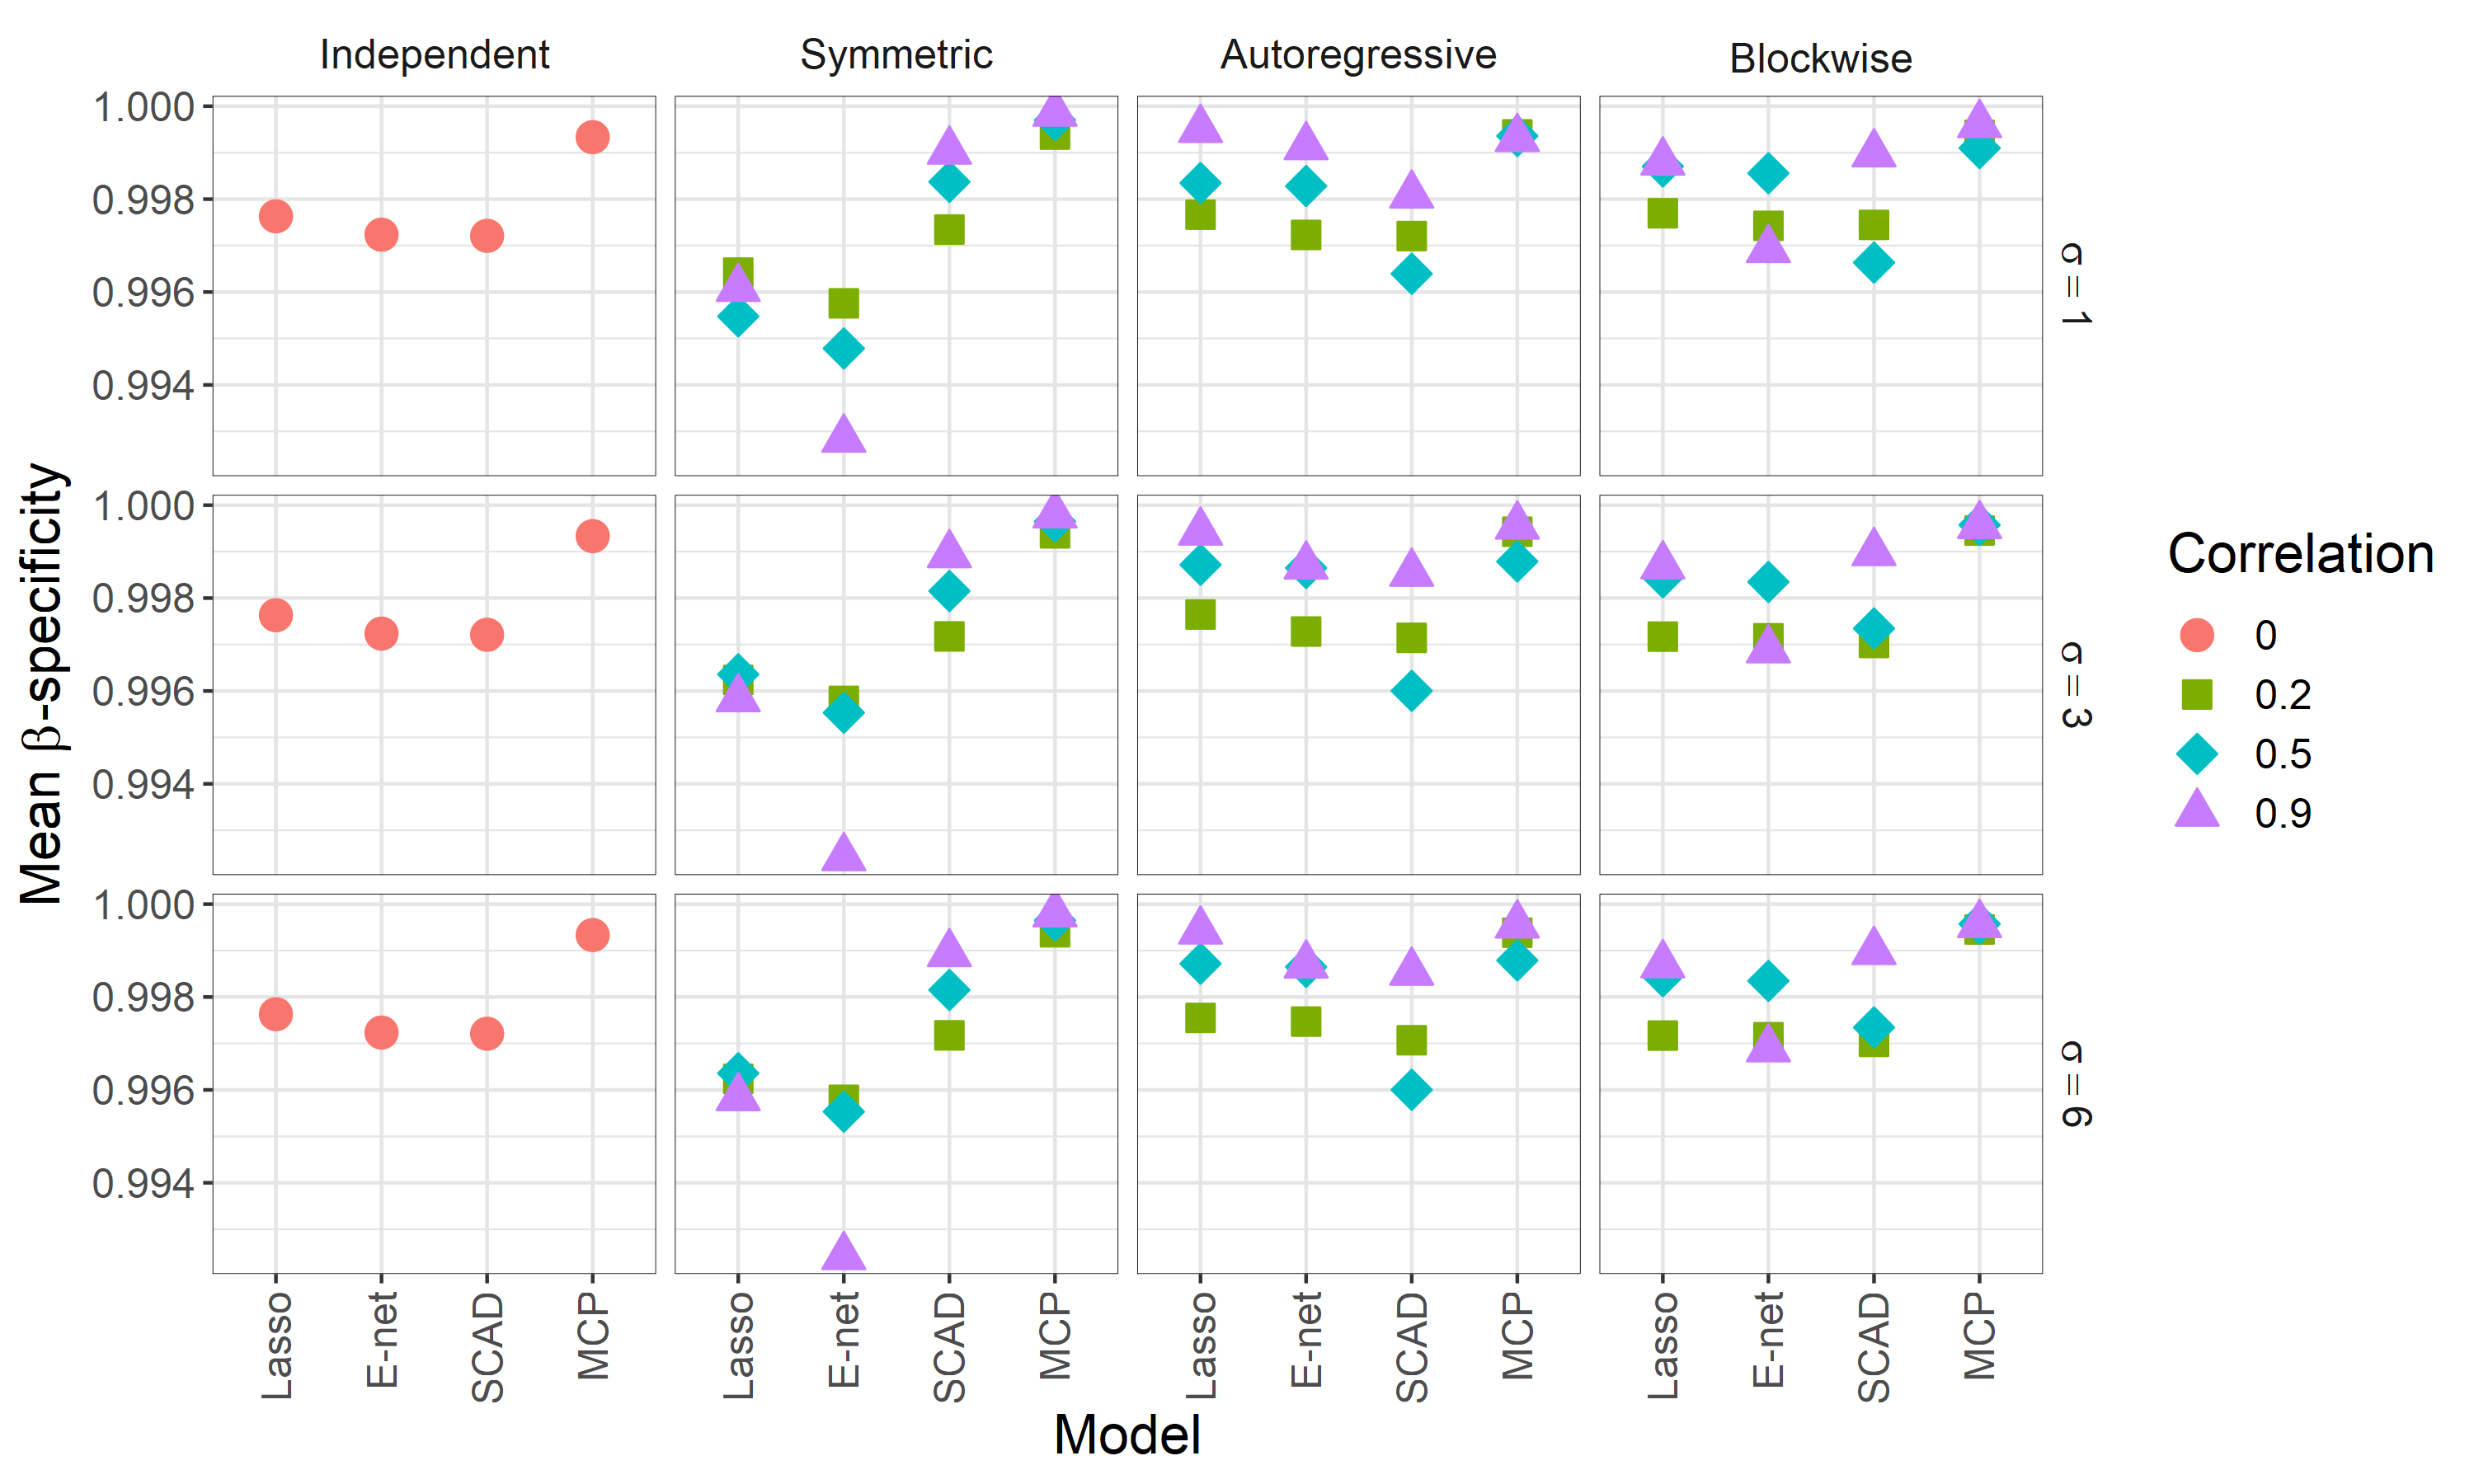 Independent Symmetric Autoregressive Blockwise
1.000
0.998
0.996
0.994
σ = 1
1.000
0.998
0.996
0.994
σ = 3
1.000
0.998
0.996
0.994
σ = 6
Mean β-specificity
Lasso E-net SCAD MCP Lasso E-net SCAD MCP Lasso E-net SCAD MCP Lasso E-net SCAD MCP
Model
Correlation
0
0.2
0.5
0.9